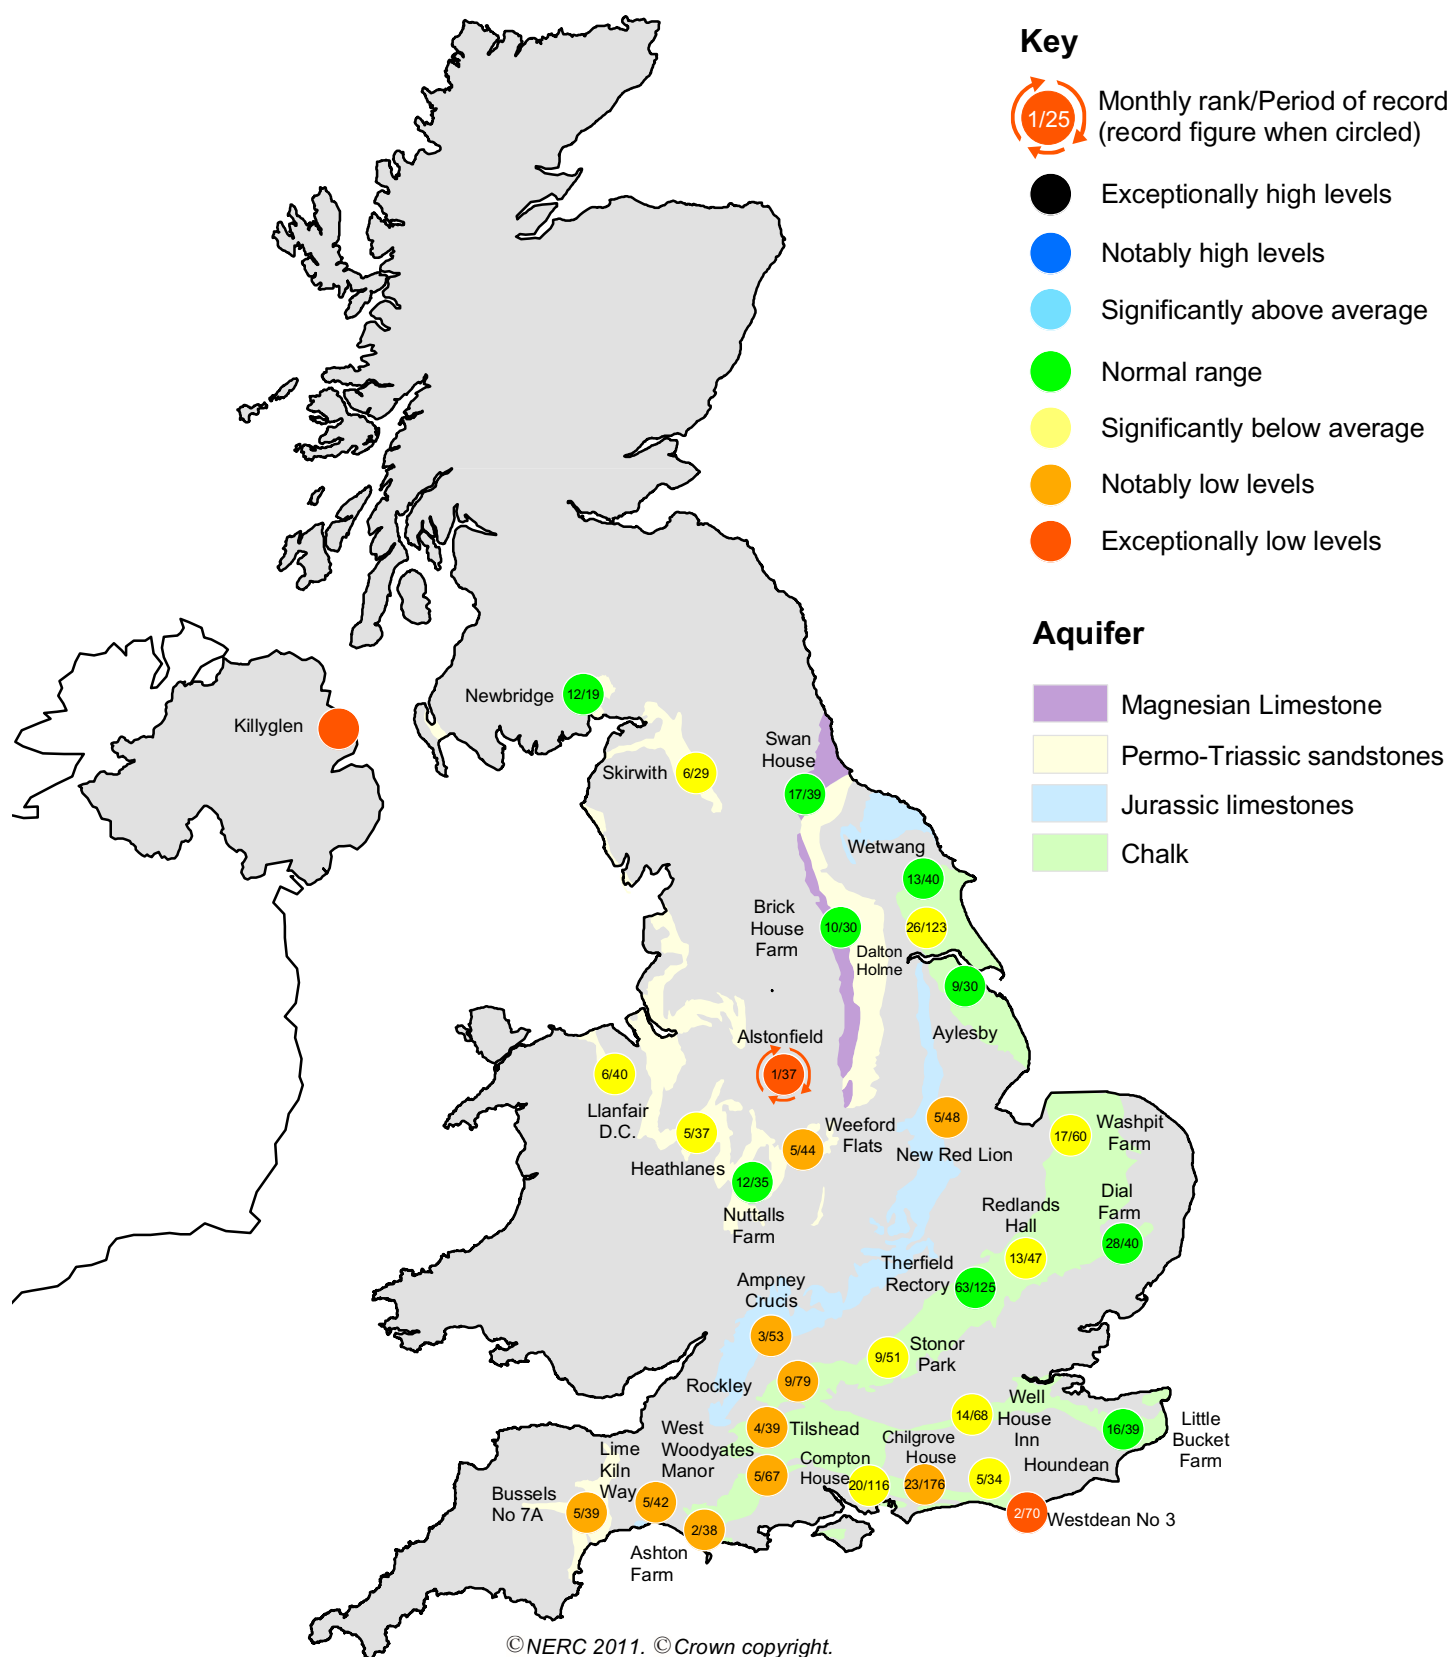 Key
1/25
Monthly rank/Period of record
(record figure when circled)
Exceptionally high levels
Notably high levels
Significantly above average
Normal range
Significantly below average
Notably low levels
Exceptionally low levels
Aquifer
Magnesian Limestone
Permo-Triassic sandstones
Jurassic limestones
Chalk
Newbridge
12/19
Killyglen
Skirwith
6/29
Swan
House
17/39
Wetwang
13/40
Brick
House
Farm
10/30
26/123
Dalton
Holme
9/30
Aylesby
Alstonfield
1/37
6/40
Llanfair
D.C.
5/37
Heathlanes
Weeford
Flats
5/44
5/48
New Red Lion
17/60
Washpit
Farm
12/35
Nuttalls
Farm
Redlands
Hall
13/47
Dial
Farm
28/40
Therfield
Rectory
63/125
Ampney
Crucis
3/53
9/51
Stonor
Park
Rockley
9/79
4/39
Tilshead
West
Woodyates
Manor
5/67
Well
House
Inn
14/68
16/39
Little
Bucket
Farm
Chilgrove
House
23/176
Compton
House
20/116
Houndean
5/34
Lime
Kiln
Way
5/42
Bussels
No 7A
5/39
2/38
Ashton
Farm
2/70
Westdean No 3
©NERC 2011. ©Crown copyright.